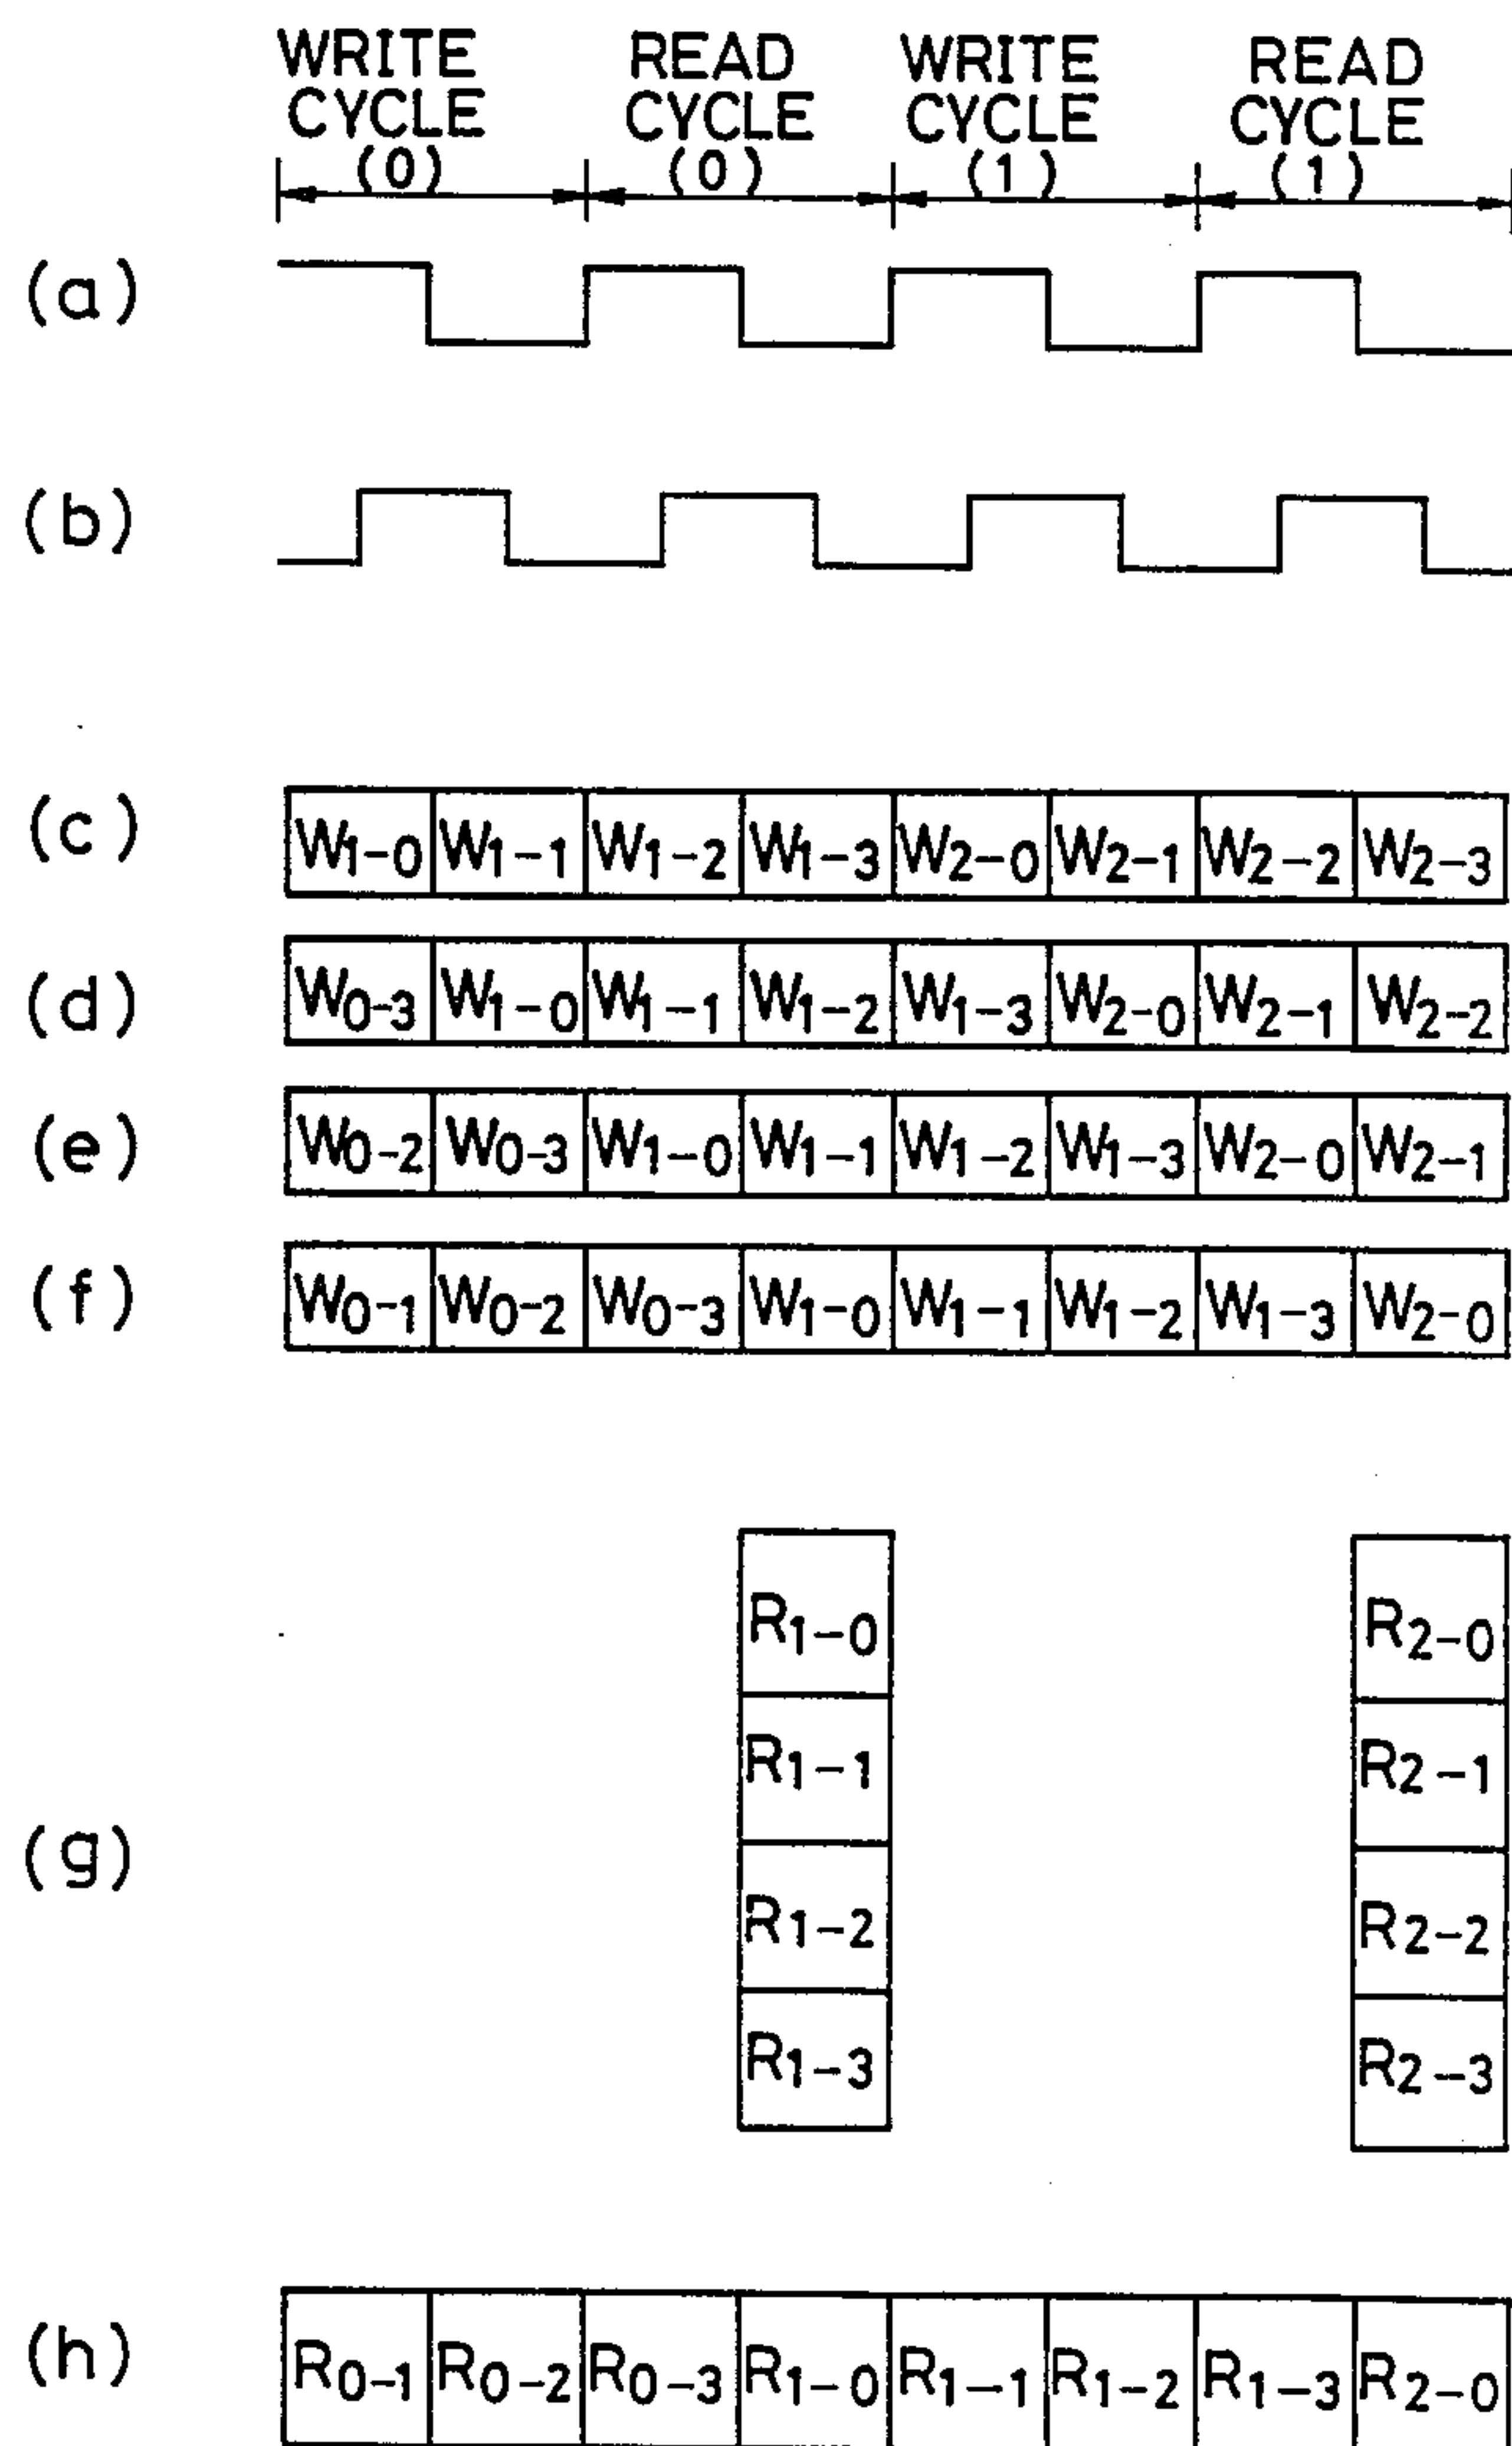 WRITE READ WRITE READ
CYCLE CYCLE CYCLE CYCLE
(0) (0) (1) (1)
(a)
(b)
(c) W1-0 W1-1 W1-2 W1-3 W2-0 W2-1 W2-2 W2-3
(d) W0-3 W1-0 W1-1 W1-2 W1-3 W2-0 W2-1 W2-2
(e) W0-2 W0-3 W1-0 W1-1 W1-2 W1-3 W2-0 W2-1
(f) W0-1 W0-2 W0-3 W1-0 W1-1 W1-2 W1-3 W2-0
R1-0 R2-0
R1-1 R2-1
(g)
R1-2 R2-2
R1-3 R2-3
(h) R0-1 R0-2 R0-3 R1-0 R1-1 R1-2 R1-3 R2-0